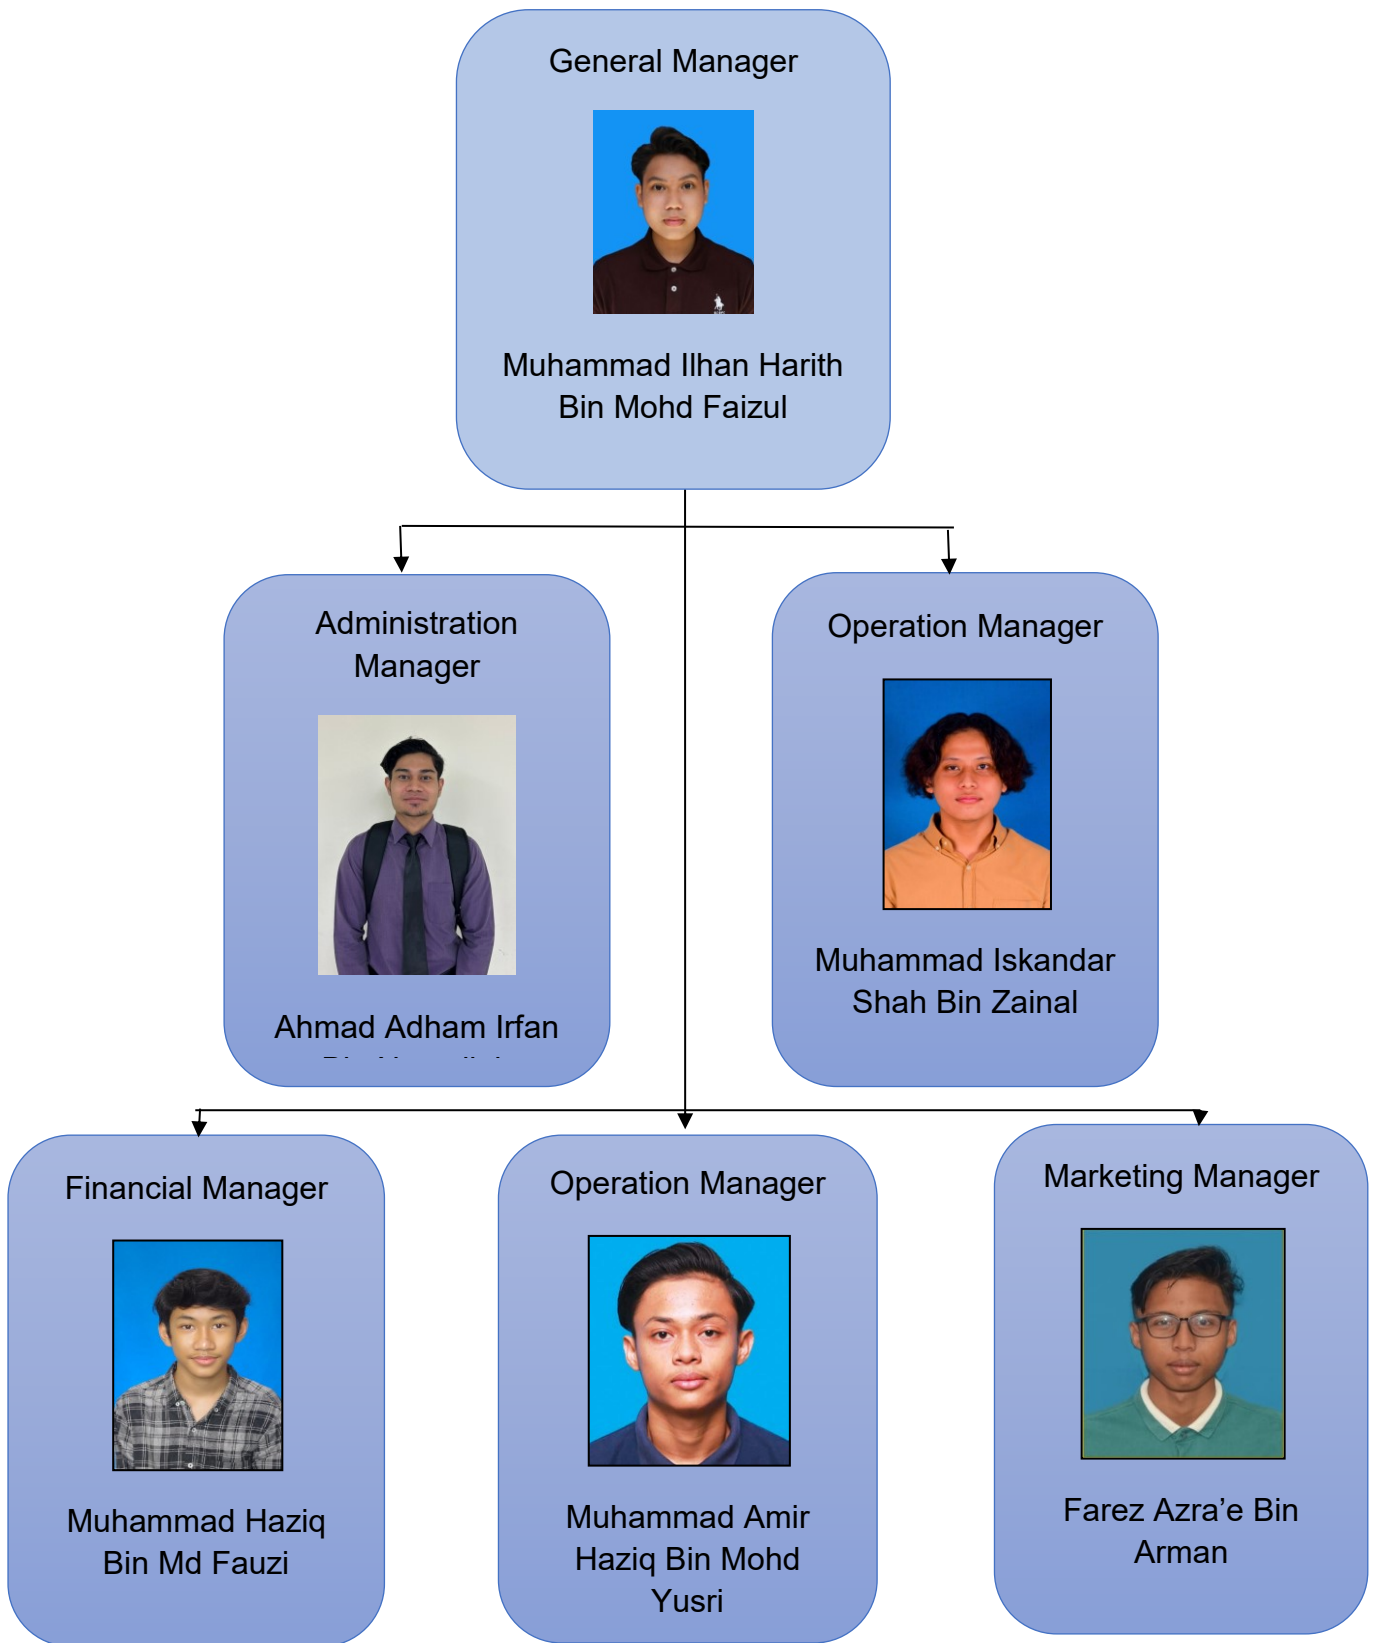 General Manager
Muhammad Ilhan Harith
Bin Mohd Faizul
Administration
Manager
Ahmad Adham Irfan
Operation Manager
Muhammad Iskandar
Shah Bin Zainal
Financial Manager
Muhammad Haziq
Bin Md Fauzi
Operation Manager
Muhammad Amir
Haziq Bin Mohd
Yusri
Marketing Manager
Farez Azra’e Bin
Arman